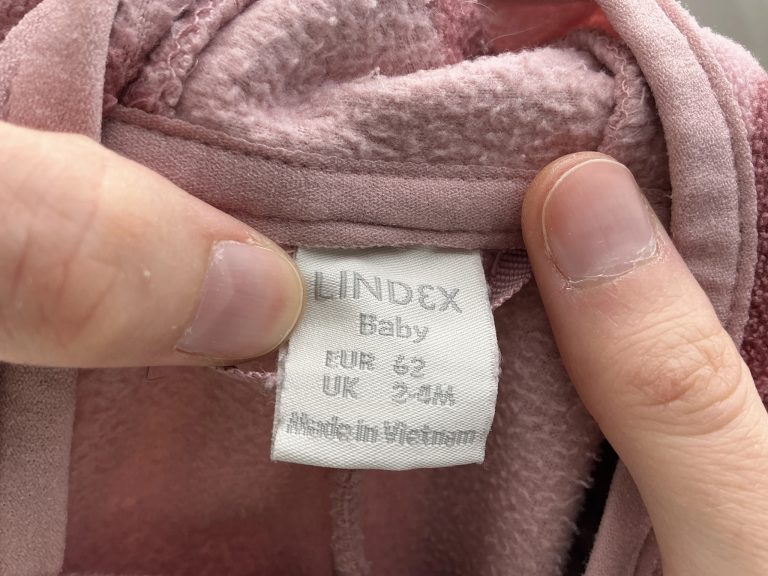 LINDEX
Baby
EUR 62
UK 2-4M
Made in Vietnam